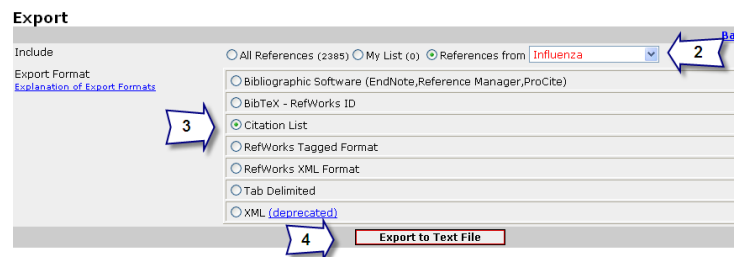 Export
Ba
Include
All References (2385) My List (0) References from Influenza
2
Export Format
Explanation of Export Formats
Bibliographic Software (EndNote,Reference Manager,ProCite)
BibTeX - RefWorks ID
3
Citation List
RefWorks Tagged Format
RefWorks XML Format
Tab Delimited
XML (deprecated)
4
Export to Text File